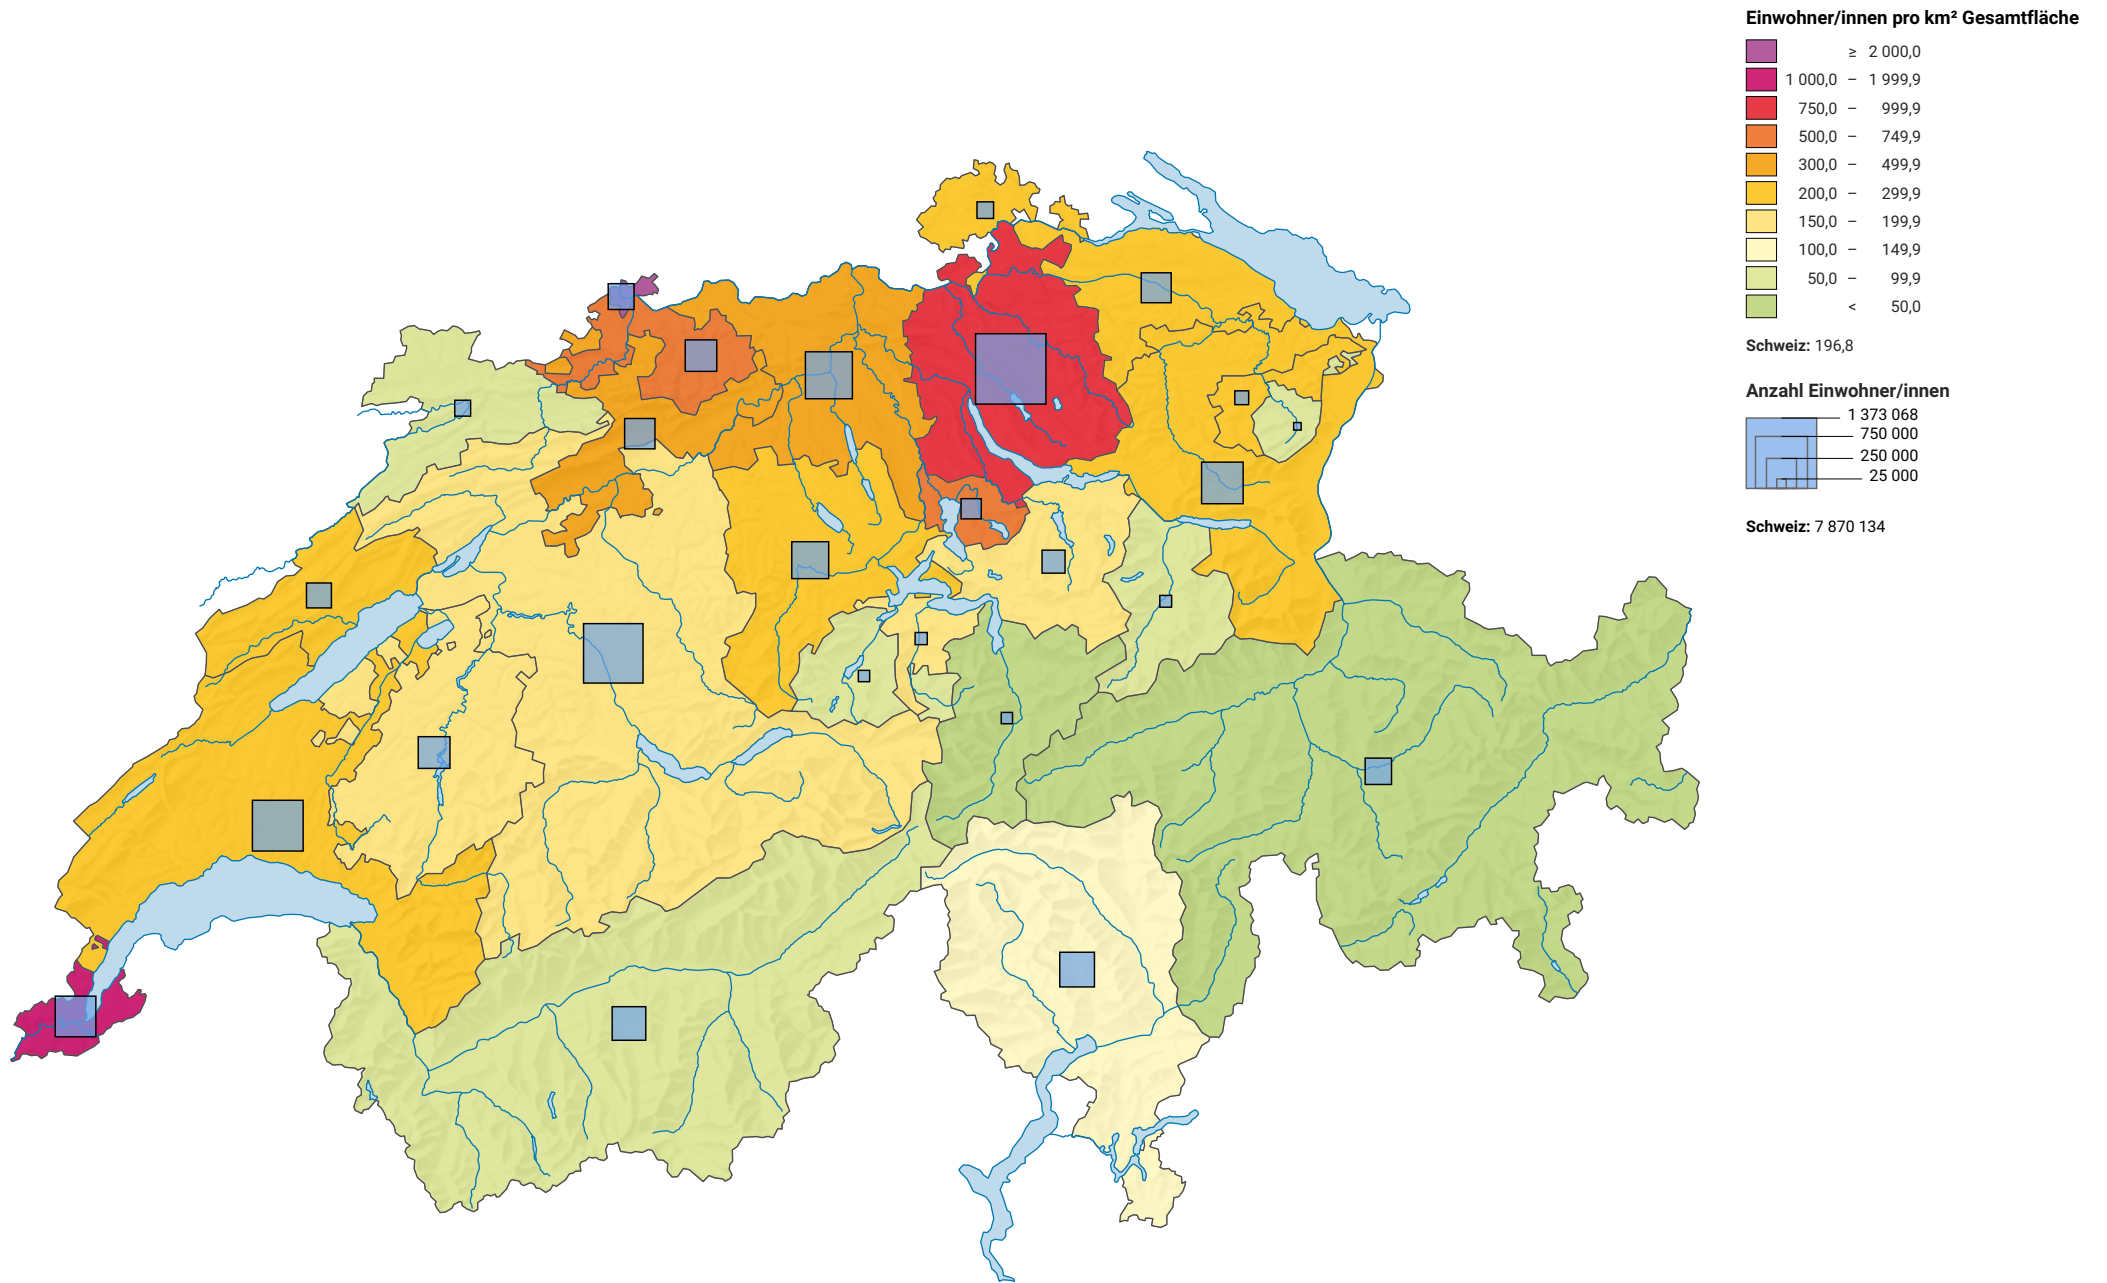 Einwohner/innen pro km² Gesamtfläche
≥ 2 000,0
1 000,0 – 1 999,9
750,0 – 999,9
500,0 – 749,9
300,0 – 499,9
200,0 – 299,9
150,0 – 199,9
100,0 – 149,9
50,0 – 99,9
< 50,0
Schweiz: 196,8
Anzahl Einwohner/innen
1 373 068
750 000
250 000
25 000
Schweiz: 7 870 134